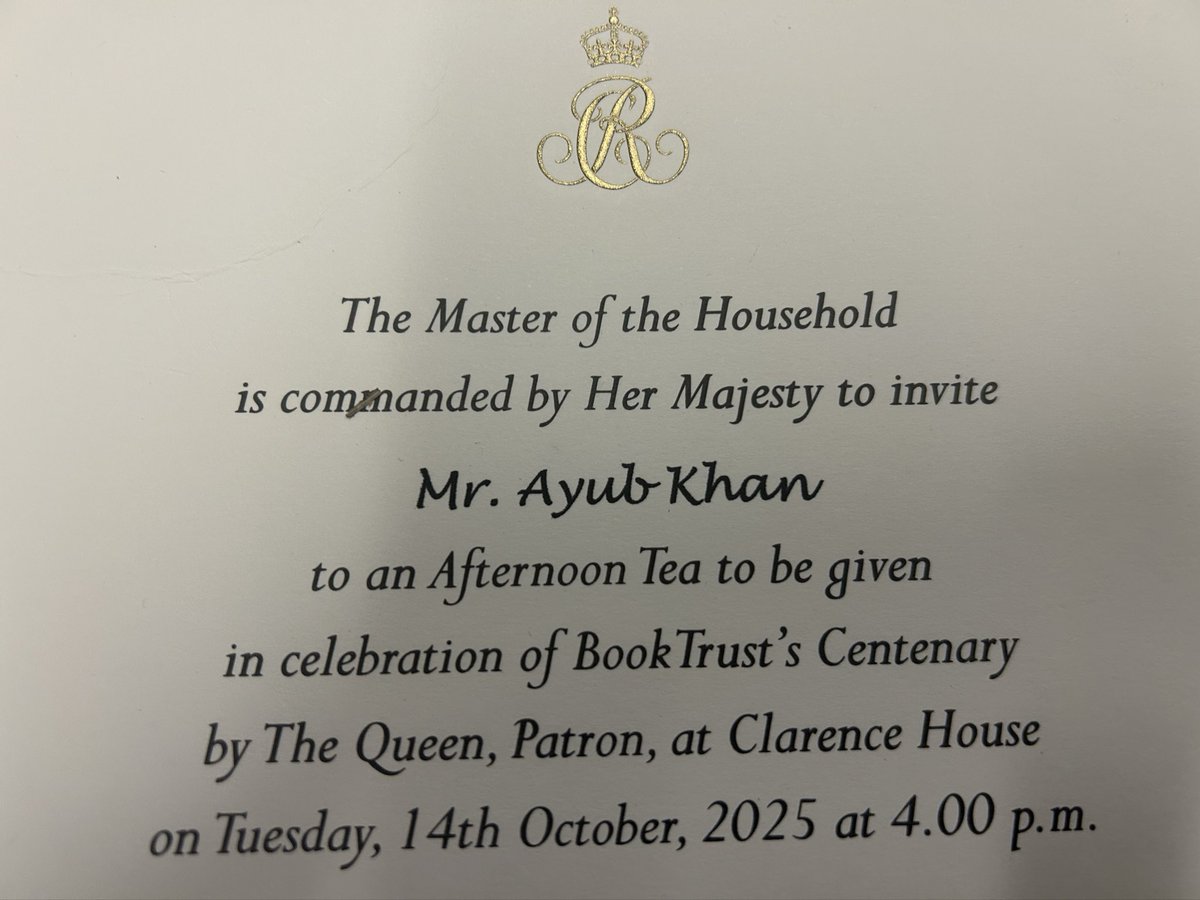 The Master of the Household
is commanded by Her Majesty to invite
Mr. Ayub Khan
to an Afternoon Tea to be given
in celebration of BookTrust's Centenary
by The Queen, Patron, at Clarence House
on Tuesday, 14th October, 2025 at 4.00 p.m.